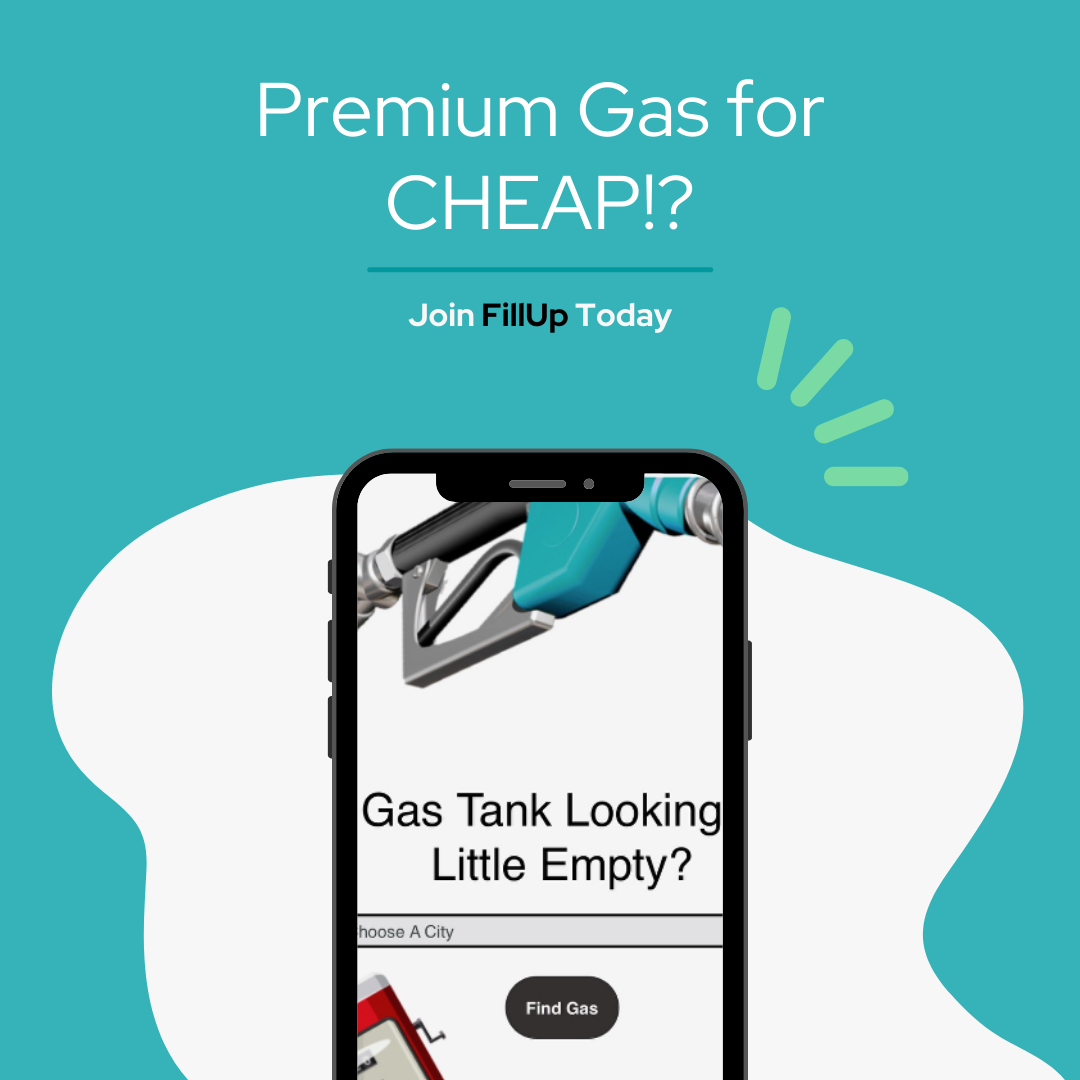 Premium Gas for
CHEAP!?
Join FillUp Today
Gas Tank Looking
Little Empty?
hoose A City
Find Gas